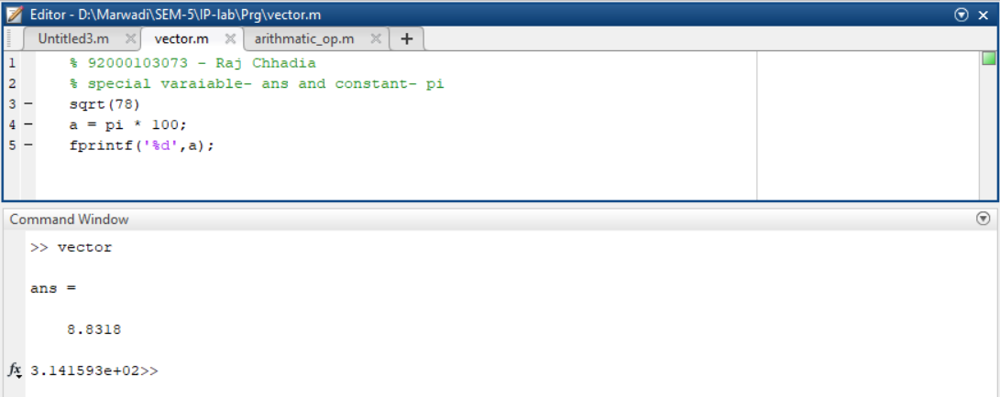 Editor - D:\Marwadi\SEM-5\IP-lab\Prg\vector.m
Untitled3.m vector.m arithmatic_op.m +
1 % 92000103073 - Raj Chhadia
2 % special varaiable- ans and constant- pi
3 - sqrt(78)
4 - a = pi * 100;
5 - fprintf('%d',a);
Command Window
>> vector
ans =
8.8318
fx 3.141593e+02>>